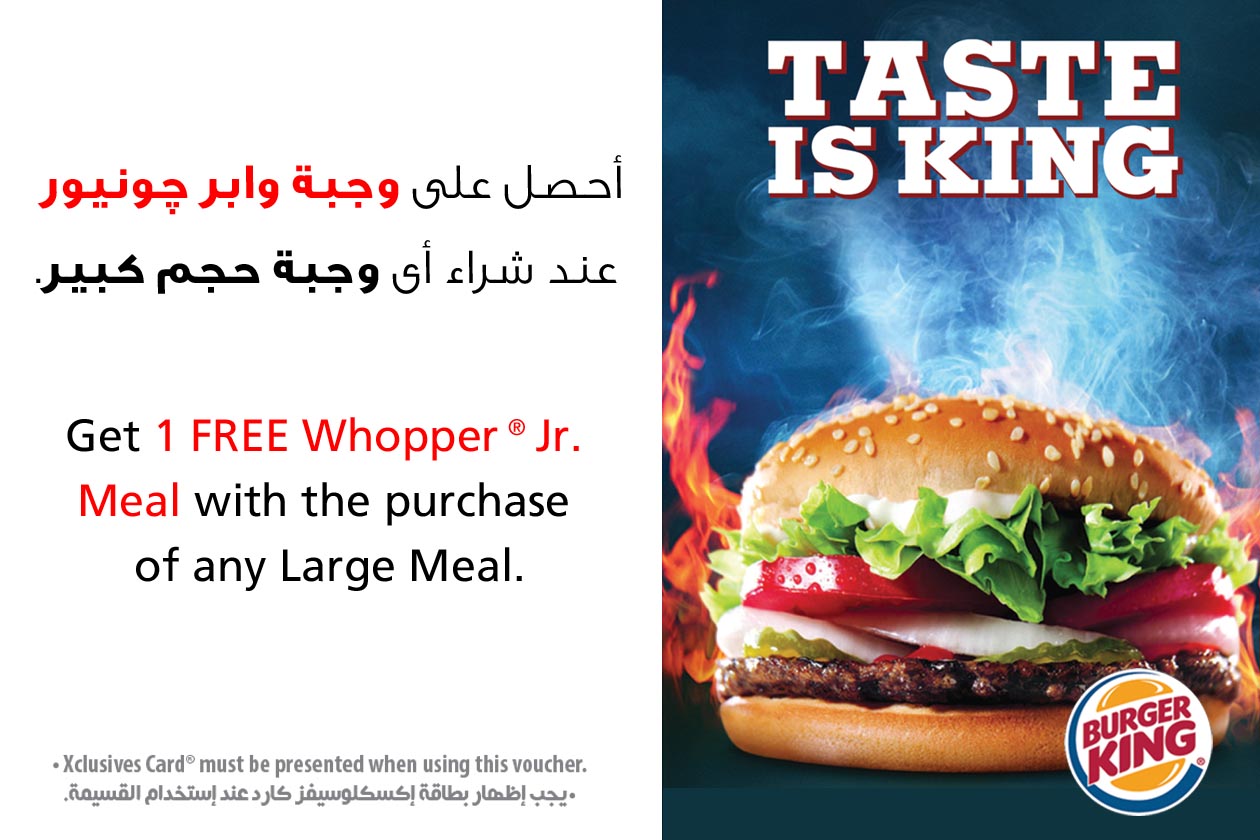 أحصل على وجبة وابر چونيور
عند شراء أى وجبة حجم كبير.
Get 1 FREE Whopper ® Jr.
Meal with the purchase
of any Large Meal.
• Xclusives Card® must be presented when using this voucher.
• يجب إظهار بطاقة إكسكلوسيفز كارد عند إستخدام القسيمة.
TASTE
IS KING
BURGER
KING ®